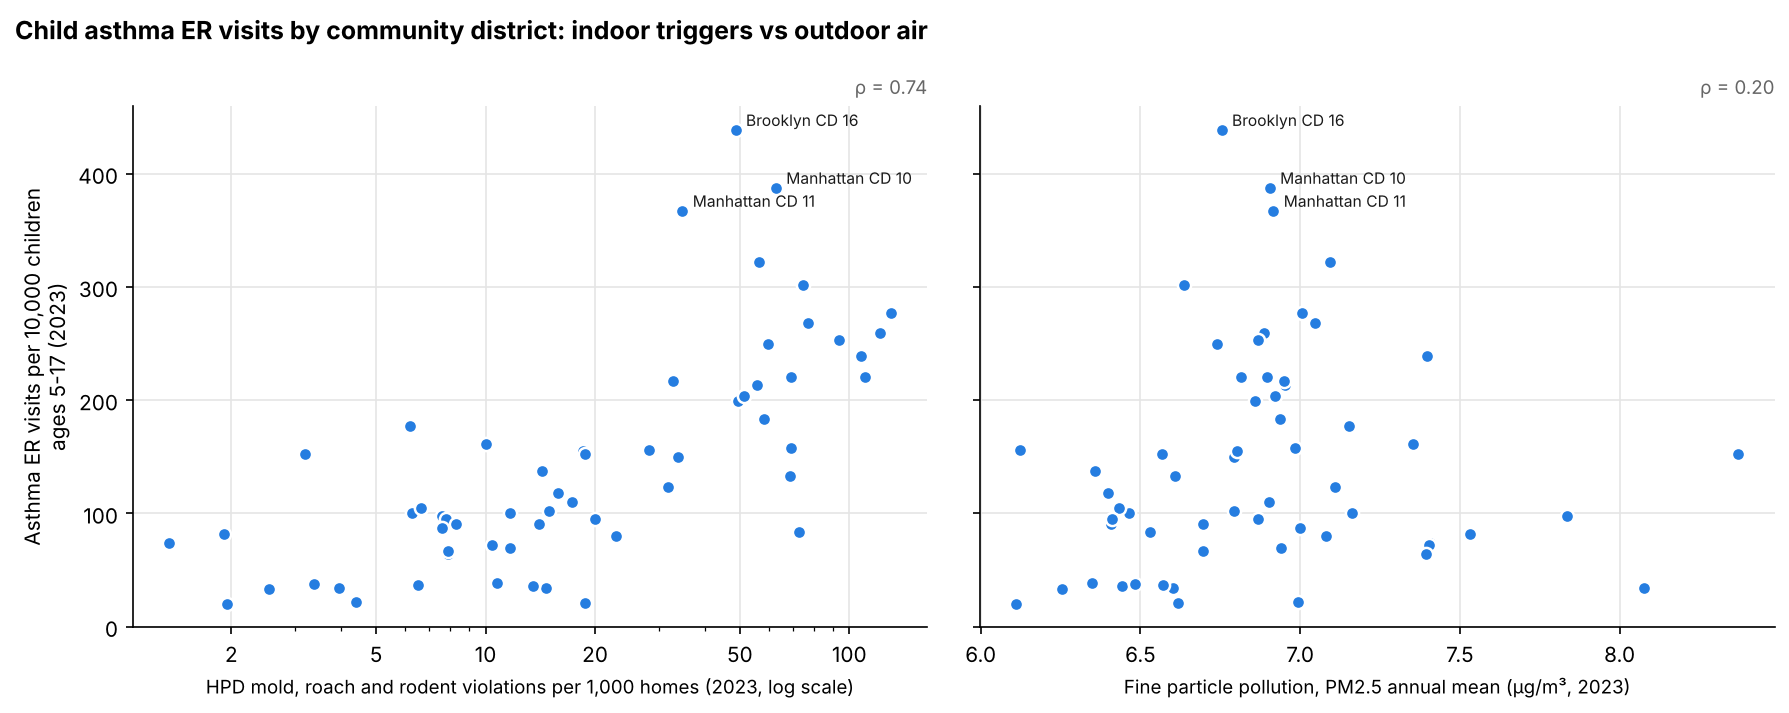 Child asthma ER visits by community district: indoor triggers vs outdoor air
ρ = 0.74
Brooklyn CD 16
Manhattan CD 10
Manhattan CD 11
400
300
200
100
0
Asthma ER visits per 10,000 children
ages 5-17 (2023)
2
5
10
20
50
100
HPD mold, roach and rodent violations per 1,000 homes (2023, log scale)
ρ = 0.20
Brooklyn CD 16
Manhattan CD 10
Manhattan CD 11
6.0
6.5
7.0
7.5
8.0
Fine particle pollution, PM2.5 annual mean (µg/m³, 2023)